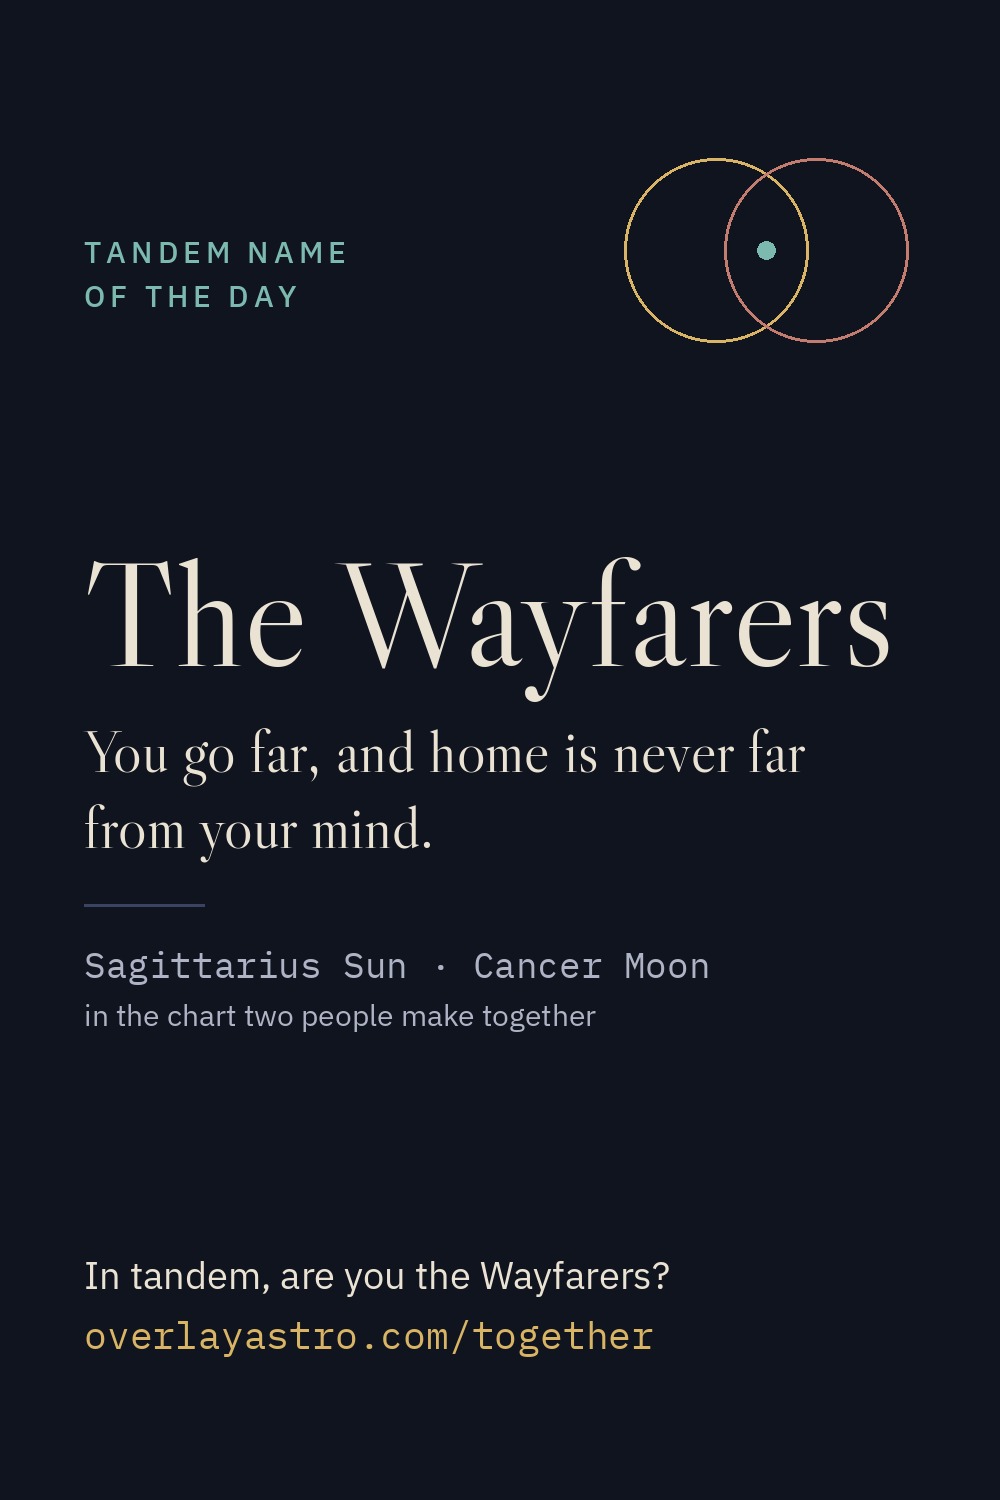 TANDEM NAME
OF THE DAY
The Wayfarers
You go far, and home is never far
from your mind.
Sagittarius Sun · Cancer Moon
in the chart two people make together
In tandem, are you the Wayfarers?
overlayastro.com/together